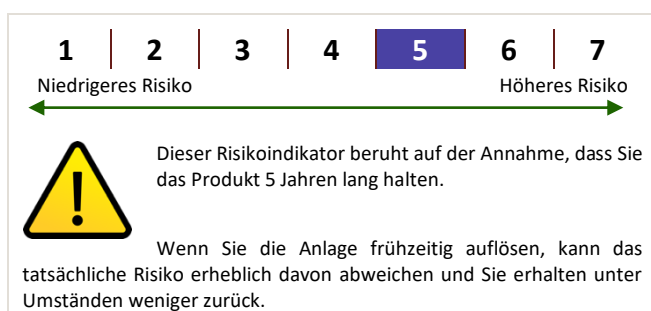 1 2 3 4 5 6 7
Niedrigeres Risiko Höheres Risiko
Dieser Risikoindikator beruht auf der Annahme, dass Sie
das Produkt 5 Jahren lang halten.
Wenn Sie die Anlage frühzeitig auflösen, kann das
tatsächliche Risiko erheblich davon abweichen und Sie erhalten unter
Umständen weniger zurück.